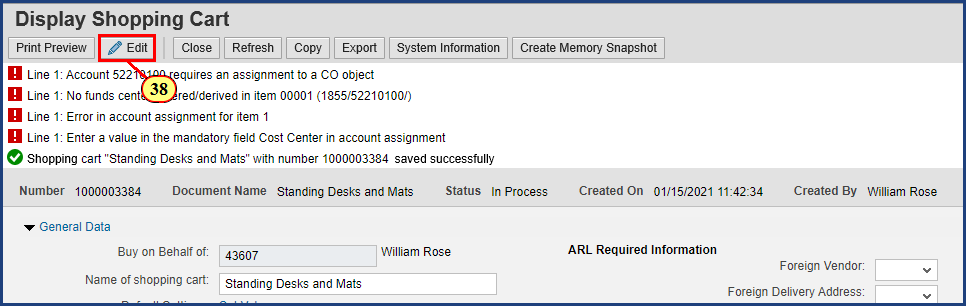 Display Shopping Cart
Print Preview Edit Close Refresh Copy Export System Information Create Memory Snapshot
Line 1: Account 52210100 requires an assignment to a CO object
38
Line 1: No funds center entered/derived in item 00001 (1855/52210100/)
Line 1: Error in account assignment for item 1
Line 1: Enter a value in the mandatory field Cost Center in account assignment
Shopping cart "Standing Desks and Mats" with number 1000003384 saved successfully
Number 1000003384 Document Name Standing Desks and Mats Status In Process Created On 01/15/2021 11:42:34 Created By William Rose
General Data
Buy on Behalf of: 43607 William Rose ARL Required Information
Foreign Vendor:
Name of shopping cart: Standing Desks and Mats
Foreign Delivery Address: